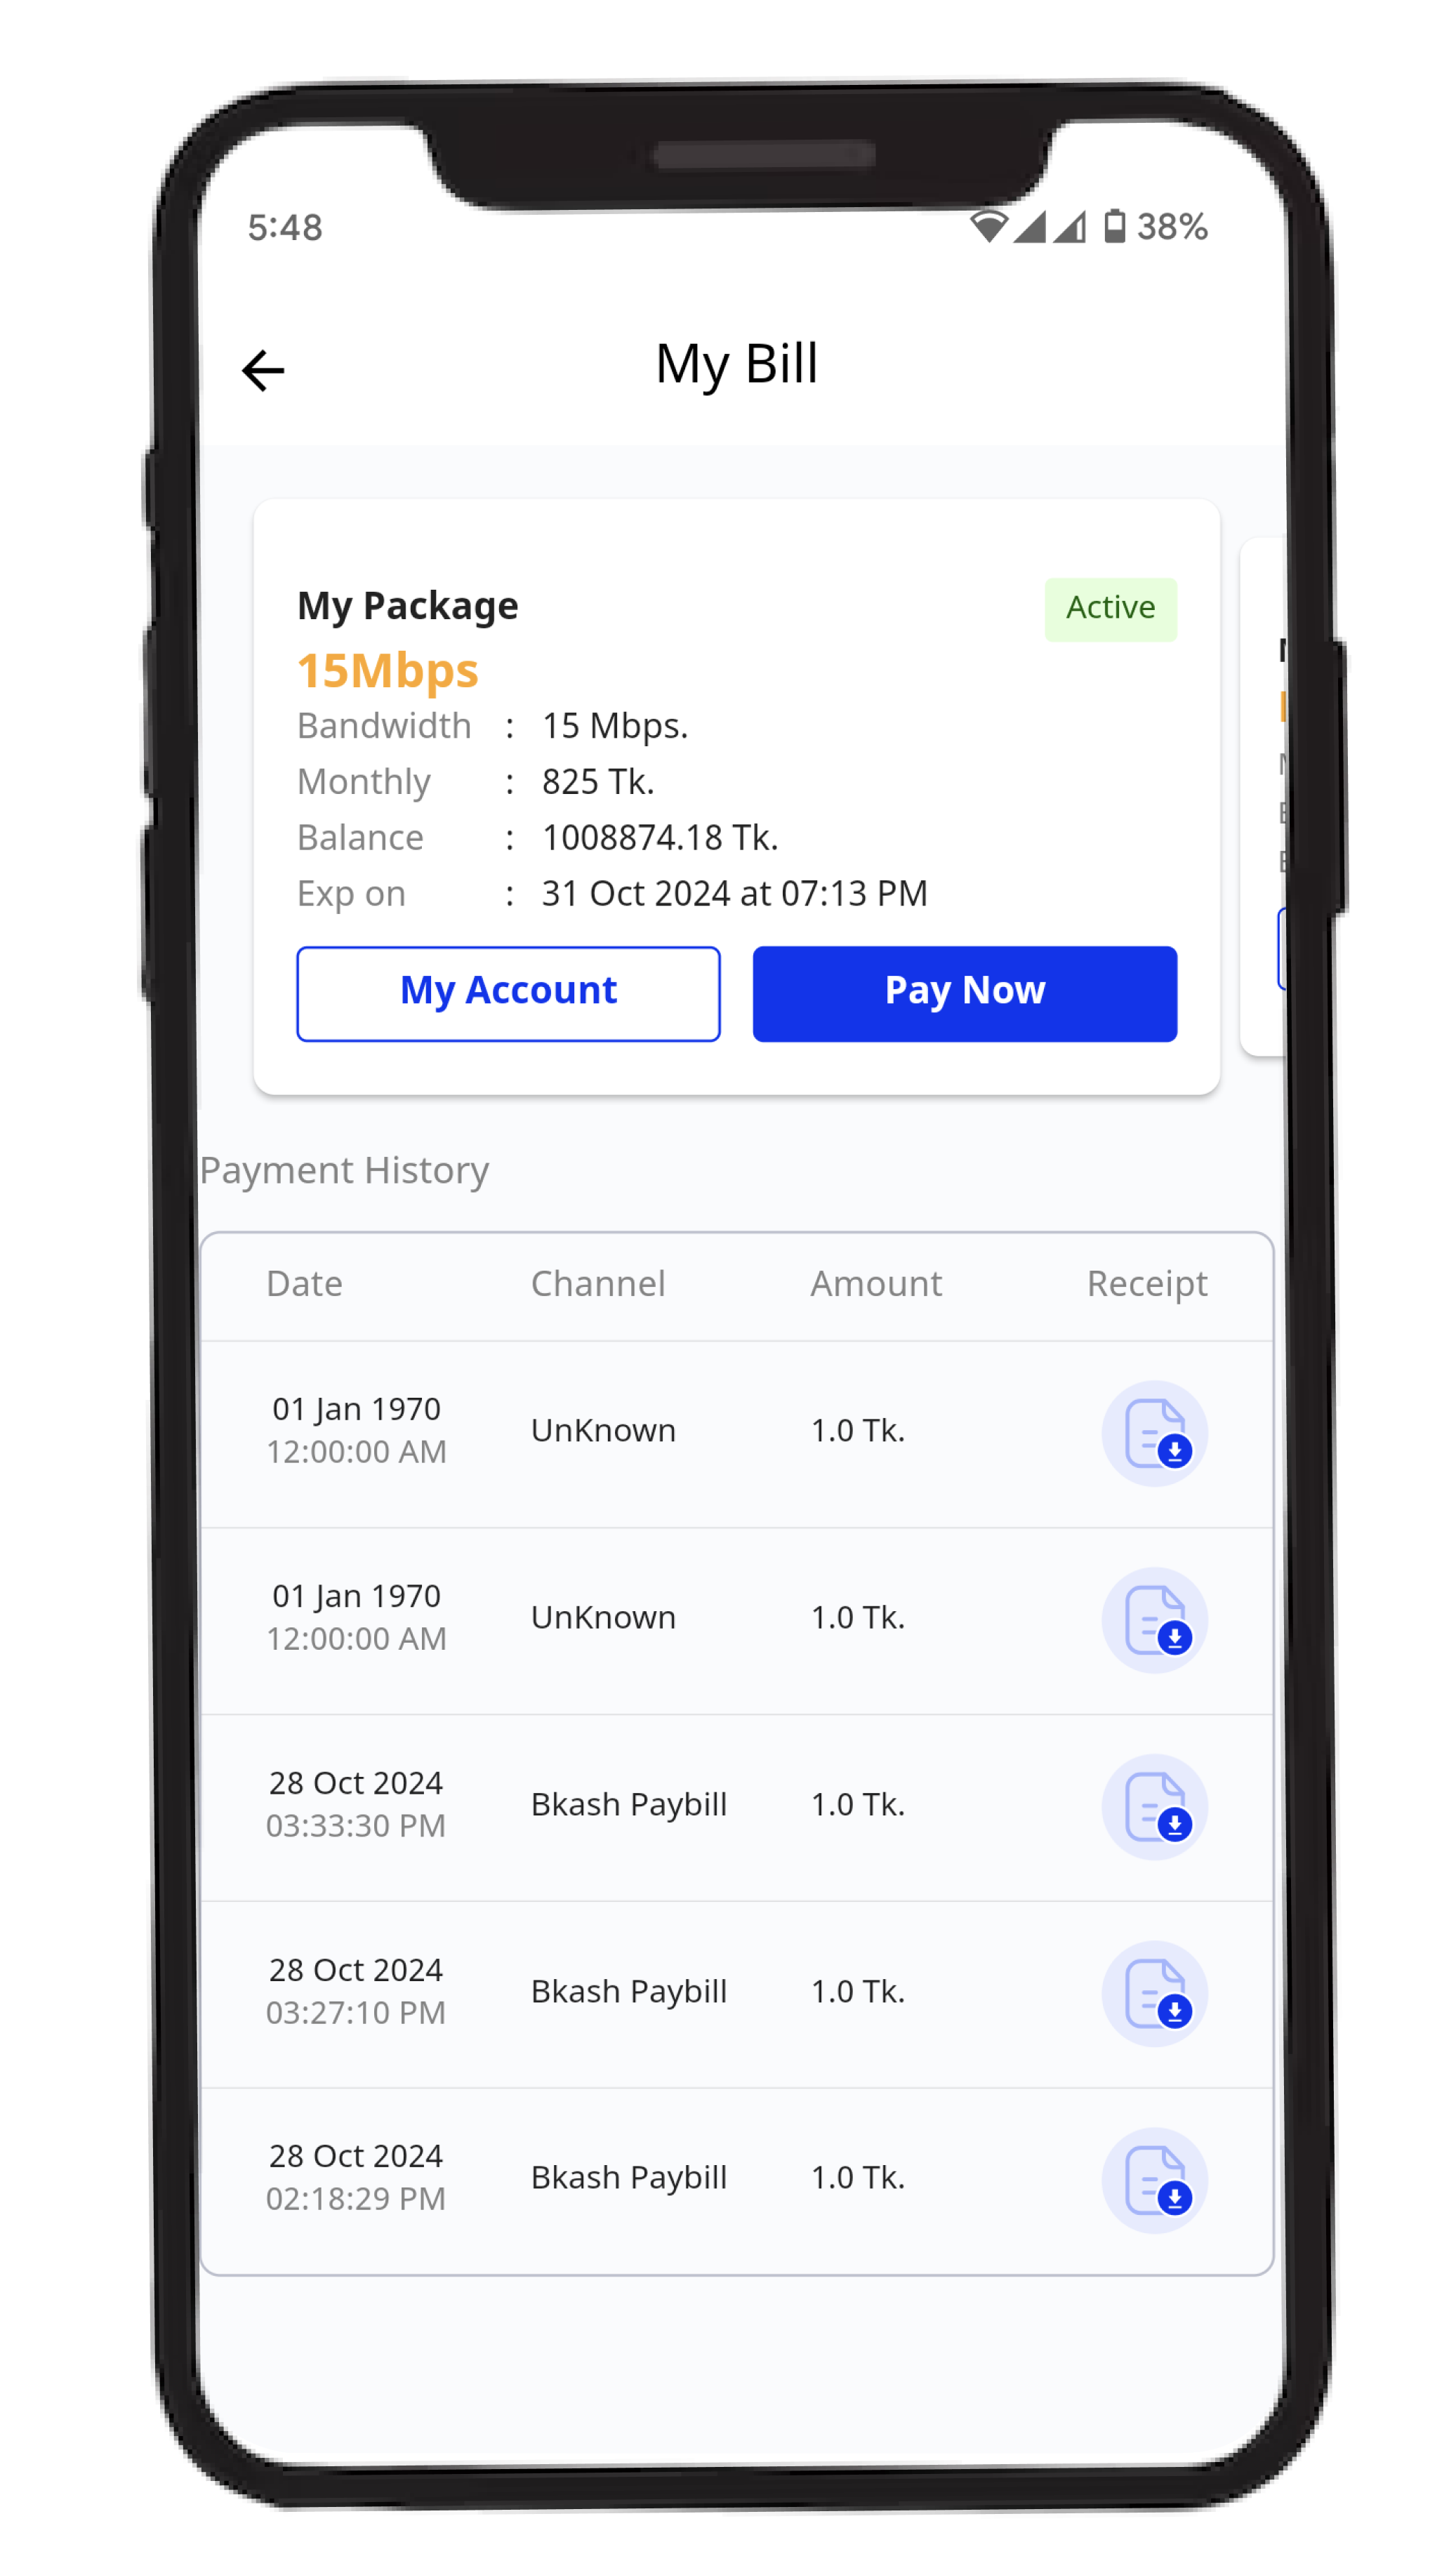 5:48 38%
My Bill
My Package Active
15Mbps
Bandwidth : 15 Mbps.
Monthly : 825 Tk.
Balance : 1008874.18 Tk.
Exp on : 31 Oct 2024 at 07:13 PM
My Account Pay Now
Payment History
Date Channel Amount Receipt
01 Jan 1970
12:00:00 AM
UnKnown 1.0 Tk.
01 Jan 1970
12:00:00 AM
UnKnown 1.0 Tk.
28 Oct 2024
03:33:30 PM
Bkash Paybill 1.0 Tk.
28 Oct 2024
03:27:10 PM
Bkash Paybill 1.0 Tk.
28 Oct 2024
02:18:29 PM
Bkash Paybill 1.0 Tk.